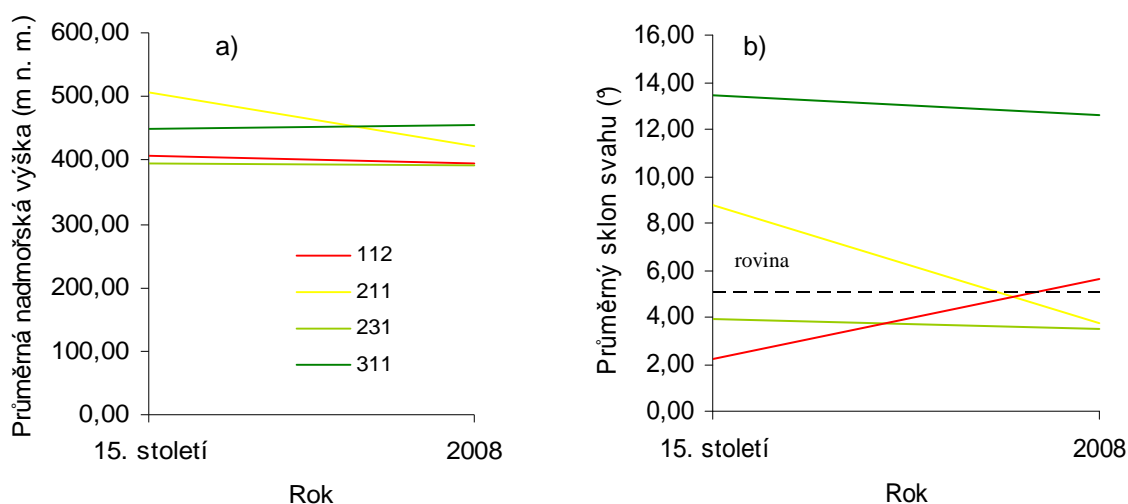 a)
Průměrná nadmořská výška (m n. m.)
600,00
500,00
400,00
300,00
200,00
100,00
0,00
112
211
231
311
15. století
2008
Rok
b)
Průměrný sklon svahu (°)
16,00
14,00
12,00
10,00
8,00
6,00
4,00
2,00
0,00
rovina
15. století
2008
Rok